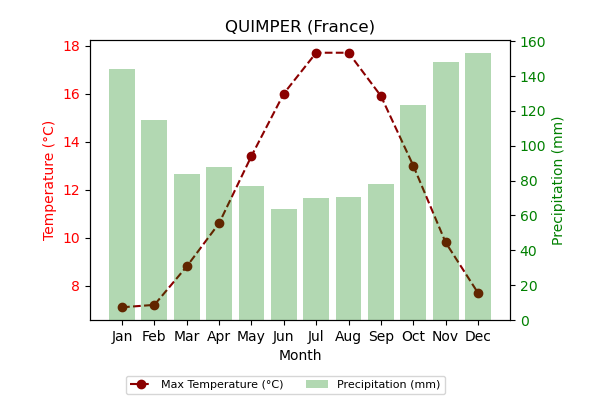 QUIMPER (France)
18
16
14
12
10
8
Temperature (°C)
160
140
120
100
80
60
40
20
0
Precipitation (mm)
Jan Feb Mar Apr May Jun Jul Aug Sep Oct Nov Dec
Month
Max Temperature (°C) Precipitation (mm)